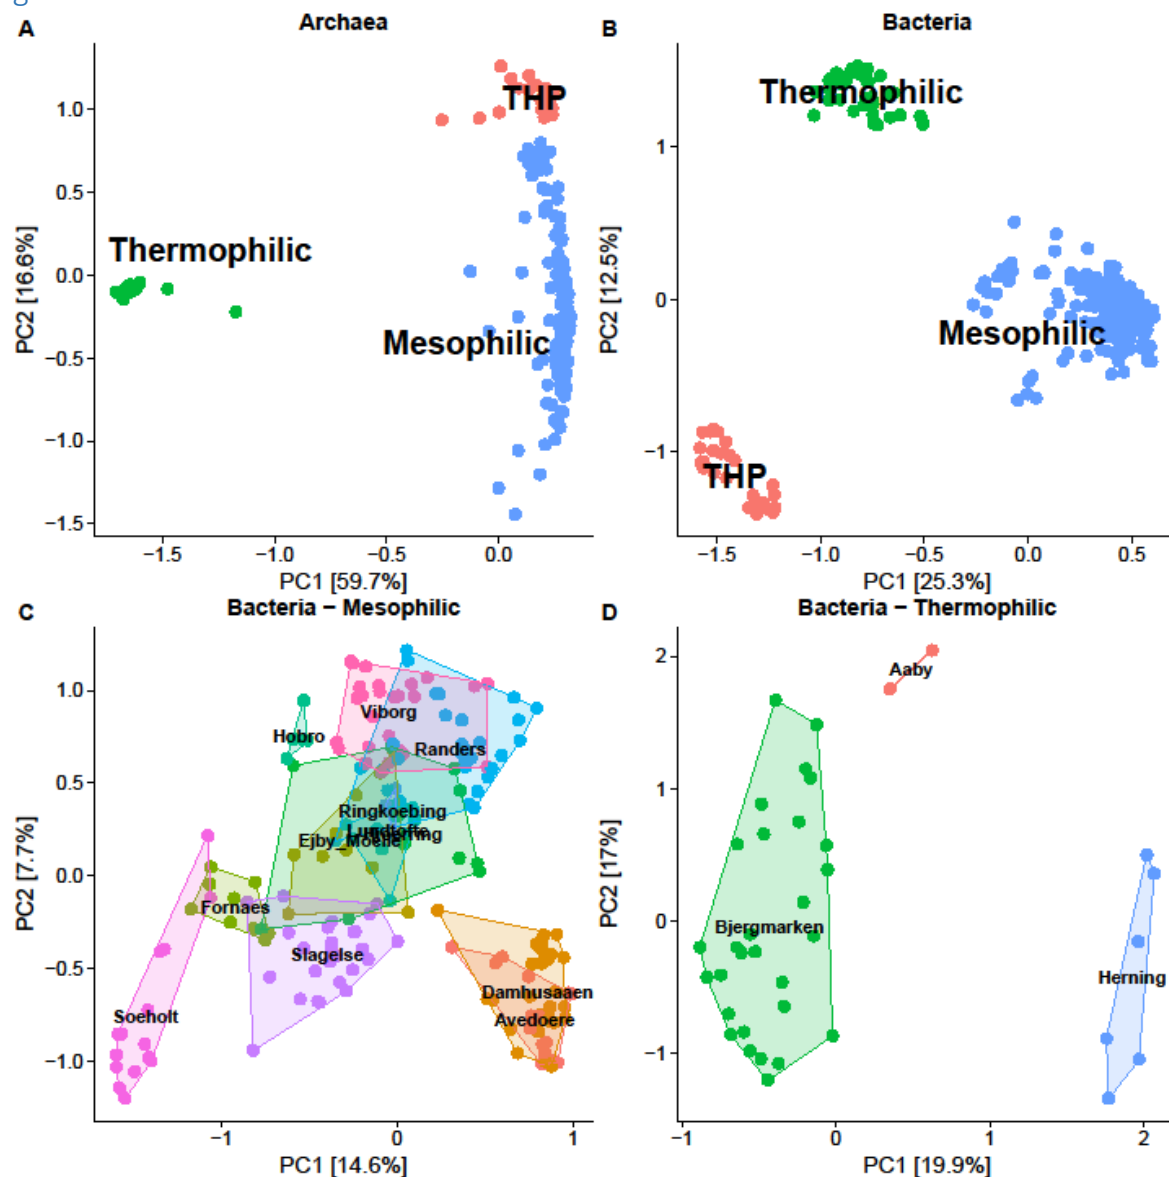 g
A Archaea
1.0
0.5
0.0
−0.5
−1.0
−1.5
PC2 [16.6%]
THP
Thermophilic
Mesophilic
−1.5 −1.0 −0.5 0.0
PC1 [59.7%]
B Bacteria
1
0
−1
PC2 [12.5%]
Thermophilic
Mesophilic
THP
−1.5 −1.0 −0.5 0.0 0.5
PC1 [25.3%]
C Bacteria − Mesophilic
1.0
0.5
0.0
−0.5
−1.0
PC2 [7.7%]
Viborg
Hobro
Randers
Ringkoebing
Lundtofte
Ejby_Moelle
Fornaes
Slagelse
Damhusaaen
Soeholt
Avedoere
−1 0 1
PC1 [14.6%]
D Bacteria − Thermophilic
2
1
0
−1
PC2 [17%]
Aaby
Bjergmarken
Herning
−1 0 1 2
PC1 [19.9%]